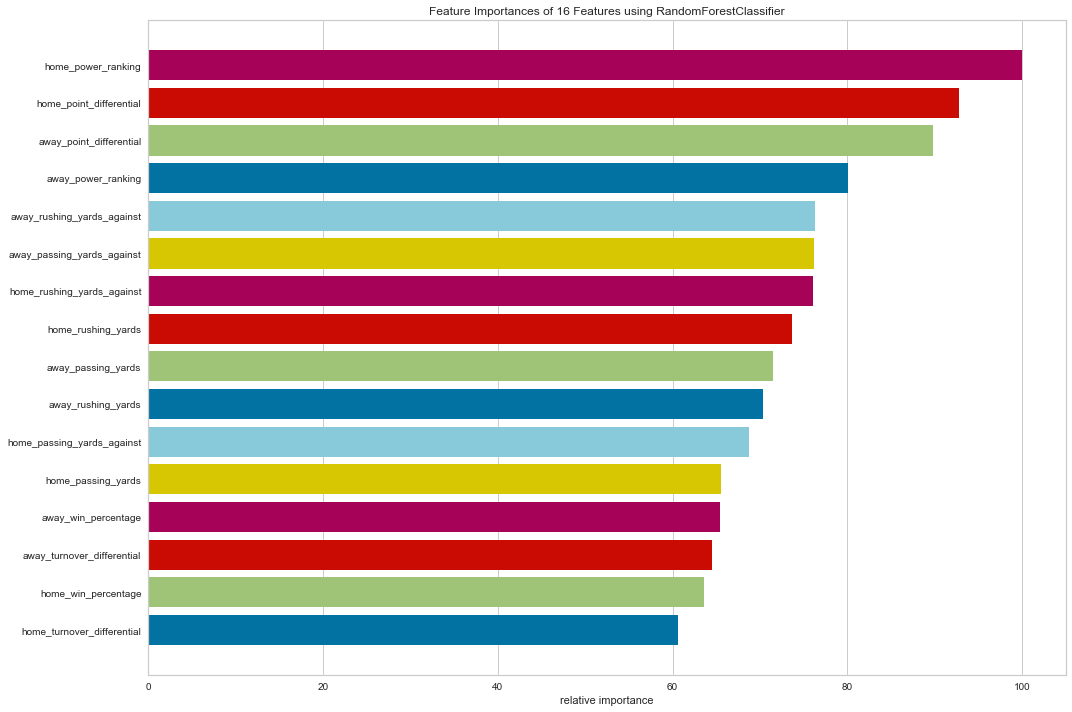 Feature Importances of 16 Features using RandomForestClassifier
home_power_ranking
home_point_differential
away_point_differential
away_power_ranking
away_rushing_yards_against
away_passing_yards_against
home_rushing_yards_against
home_rushing_yards
away_passing_yards
away_rushing_yards
home_passing_yards_against
home_passing_yards
away_win_percentage
away_turnover_differential
home_win_percentage
home_turnover_differential
0 20 40 60 80 100
relative importance